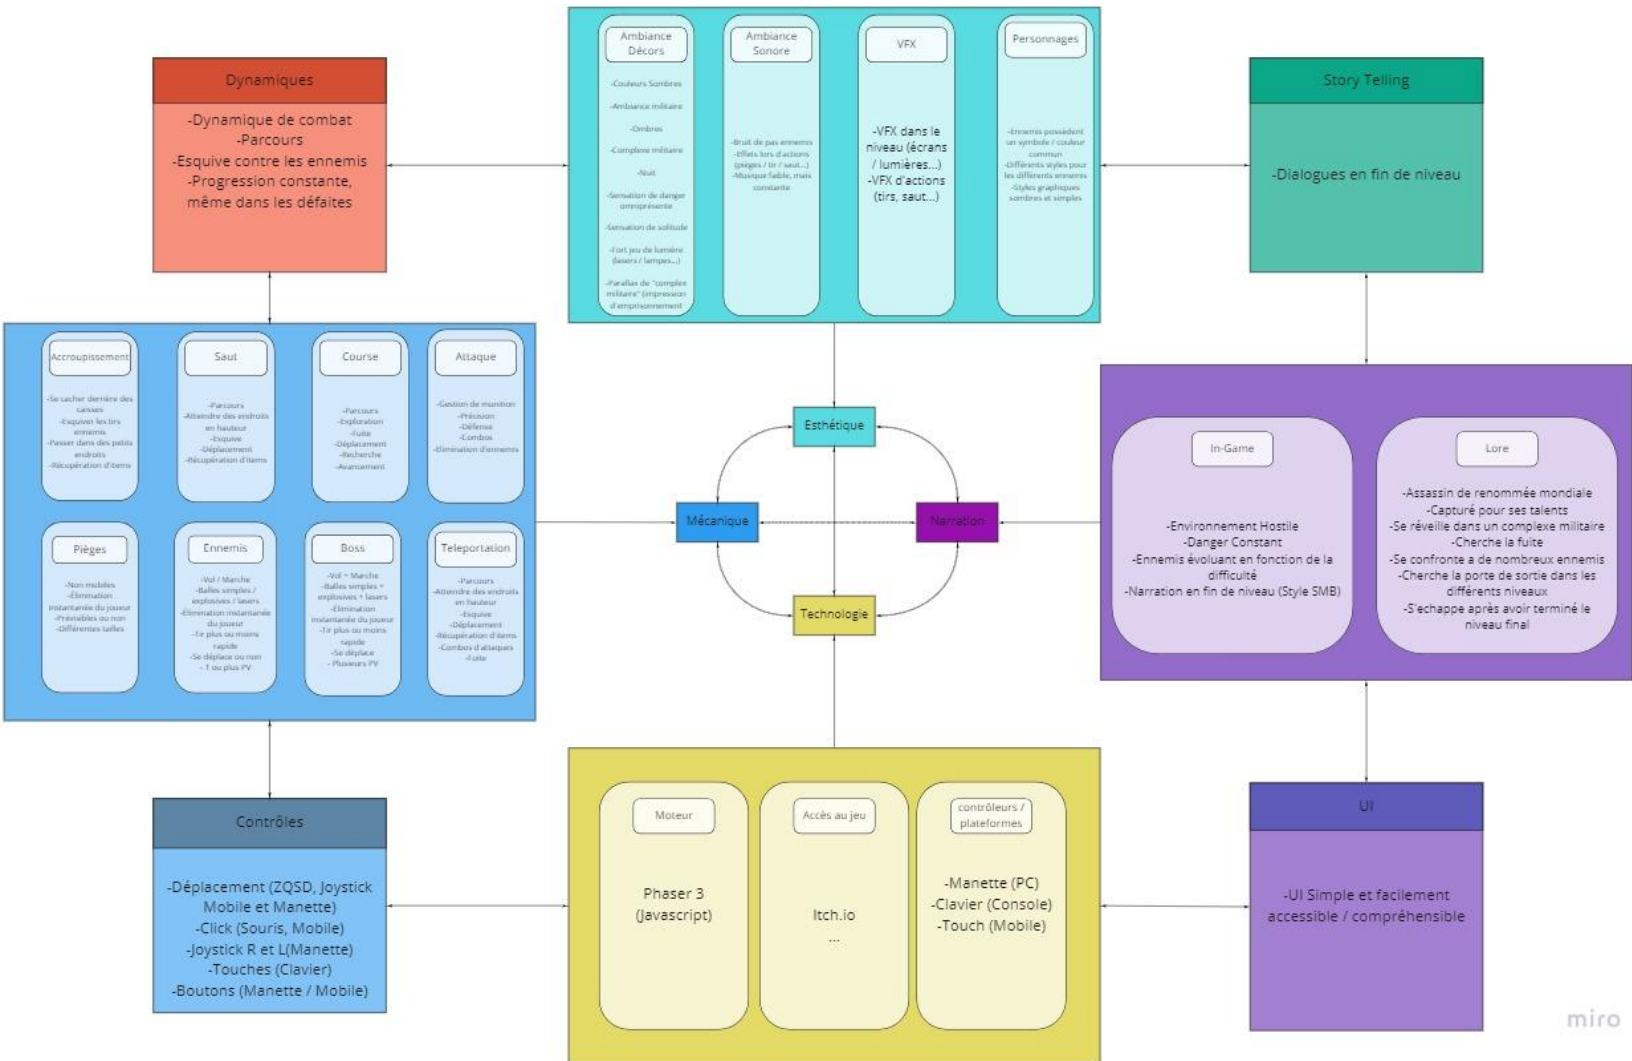 Dynamiques
-Dynamique de combat
-Parcours
-Esquive contre les ennemis
-Progression constante,
même dans les défaites
Ambiance
Décors
-Couleurs Sombres
-Ambiance militaire
-Ombres
-Complexe militaire
-Nuit
-Sensation de danger
omniprésente
-Sensation de solitude
-Fort jeu de lumière
(lasers / lampes...)
-Parallax de "complex
militaire" (impression
d'emprisonnement
Ambiance
Sonore
-Bruit de pas ennemis
-Effets lors d'actions
(pièges / tir / saut...)
-Musique faible, mais
constante
VFX
-VFX dans le
niveau (écrans
/ lumières...)
-VFX d'actions
(tirs, saut...)
Personnages
-Ennemis possèdent
un symbole / couleur
commun
-Différents styles pour
les différents ennemis
-Styles graphiques
sombres et simples
Story Telling
-Dialogues en fin de niveau
Accroupissement
-Se cacher derrière des
caisses
-Esquiver les tirs
ennemis
-Passer dans des petits
endroits
-Récupération d'items
Saut
-Parcours
-Atteindre des endroits
en hauteur
-Esquive
-Déplacement
-Récupération d'items
Course
-Parcours
-Exploration
-Fuite
-Déplacement
-Recherche
-Avancement
Attaque
-Gestion de munition
-Précision
-Défense
-Combos
-Elimination d'ennemis
Pièges
-Non mobiles
-Élimination
instantanée du joueur
-Prévisibles ou non
-Différentes tailles
Ennemis
-Vol / Marche
-Balles simples /
explosives / lasers
-Élimination instantanée
du joueur
-Tir plus ou moins
rapide
-Se déplace ou non
- 1 ou plus PV
Boss
-Vol + Marche
-Balles simples +
explosives + lasers
-Élimination
instantanée du joueur
-Tir plus ou moins
rapide
-Se déplace
- Plusieurs PV
Teleportation
-Parcours
-Atteindre des endroits
en hauteur
-Esquive
-Déplacement
-Récupération d'items
-Combos d'attaques
-Fuite
Esthétique
Mécanique
Narration
Technologie
In-Game
-Environnement Hostile
-Danger Constant
-Ennemis évoluant en fonction de la
difficulté
-Narration en fin de niveau (Style SMB)
Lore
-Assassin de renommée mondiale
-Capturé pour ses talents
-Se réveille dans un complexe militaire
-Cherche la fuite
-Se confronte a de nombreux ennemis
-Cherche la porte de sortie dans les
différents niveaux
-S'echappe après avoir terminé le
niveau final
Contrôles
-Déplacement (ZQSD, Joystick
Mobile et Manette)
-Click (Souris, Mobile)
-Joystick R et L(Manette)
-Touches (Clavier)
-Boutons (Manette / Mobile)
Moteur
Phaser 3
(Javascript)
Accès au jeu
Itch.io
...
contrôleurs /
plateformes
-Manette (PC)
-Clavier (Console)
-Touch (Mobile)
UI
-UI Simple et facilement
accessible / compréhensible
miro